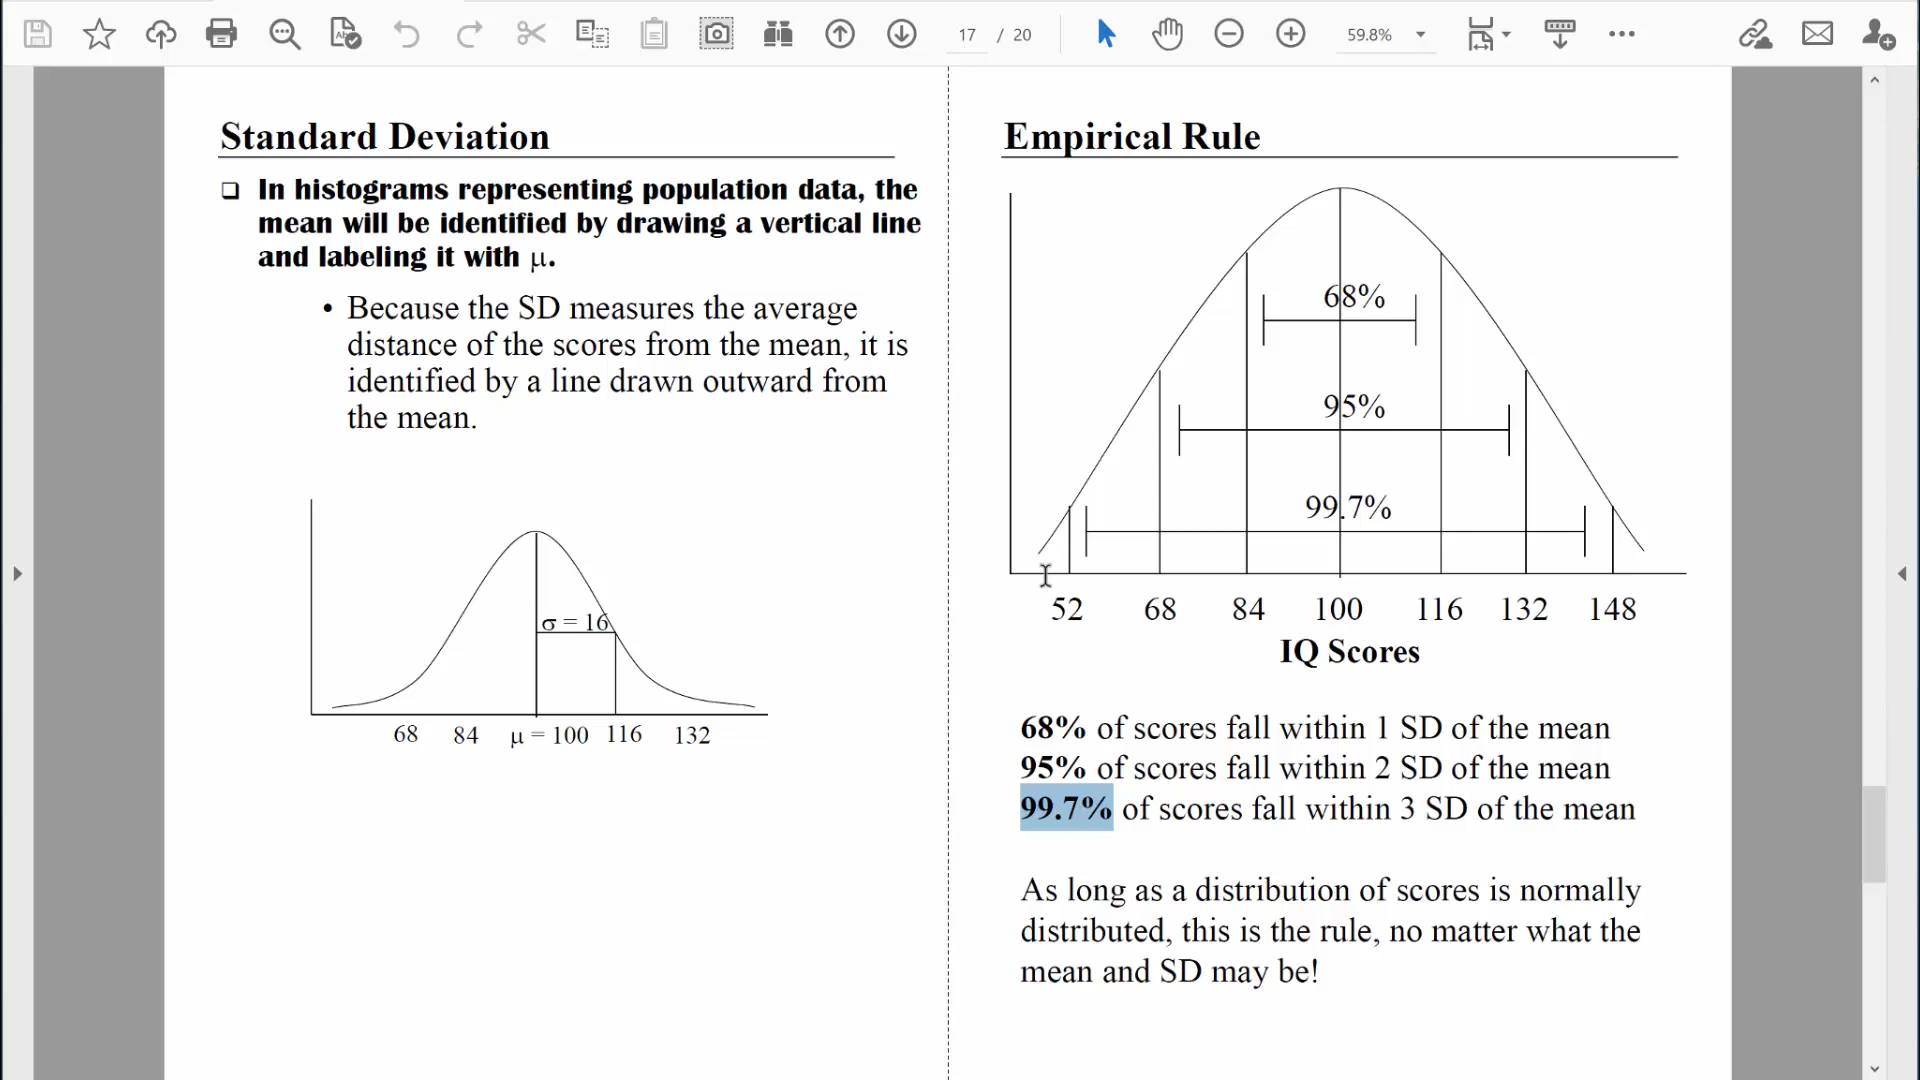 17 / 20
59.8%
Standard Deviation
❑ In histograms representing population data, the
mean will be identified by drawing a vertical line
and labeling it with μ.
• Because the SD measures the average
distance of the scores from the mean, it is
identified by a line drawn outward from
the mean.
σ = 16
68 84 μ = 100 116 132
Empirical Rule
68%
95%
99.7%
52 68 84 100 116 132 148
IQ Scores
68% of scores fall within 1 SD of the mean
95% of scores fall within 2 SD of the mean
99.7% of scores fall within 3 SD of the mean
As long as a distribution of scores is normally
distributed, this is the rule, no matter what the
mean and SD may be!